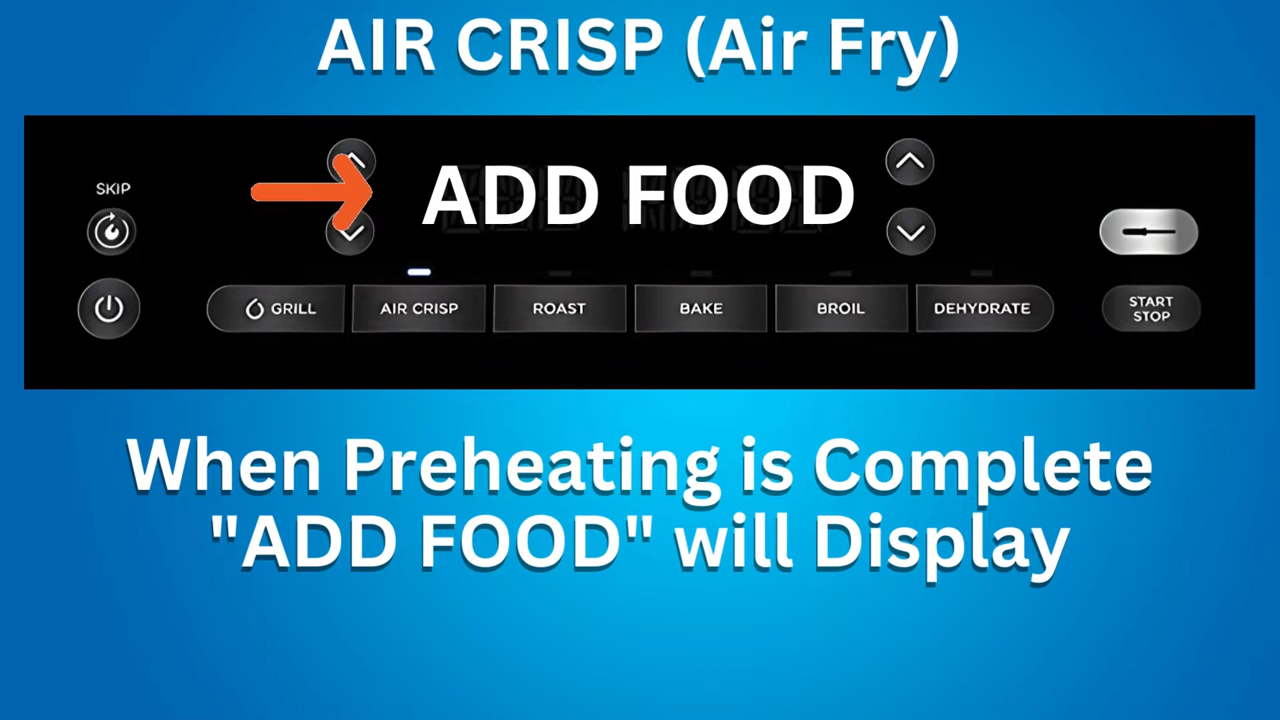 AIR CRISP (Air Fry)
ADD FOOD
SKIP
GRILL
AIR CRISP
ROAST
BAKE
BROIL
DEHYDRATE
START
STOP
When Preheating is Complete
"ADD FOOD" will Display